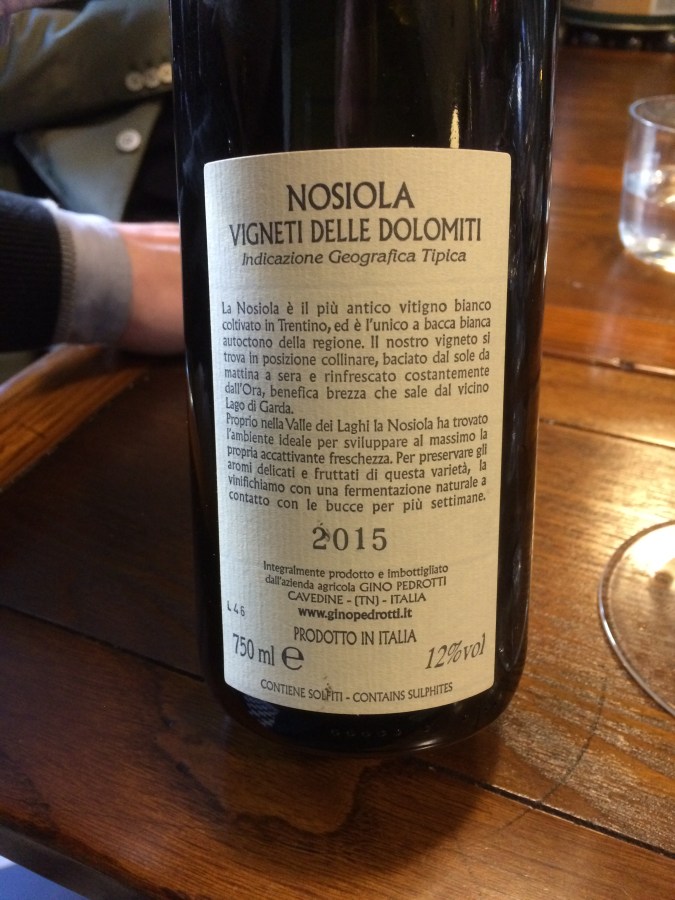 NOSIOLA
VIGNETI DELLE DOLOMITI
Indicazione Geografica Tipica
La Nosiola è il più antico vitigno bianco
coltivato in Trentino, ed è l'unico a bacca bianca
autoctono della regione. Il nostro vigneto si
trova in posizione collinare, baciato dal sole da
mattina a sera e rinfrescato costantemente
dall'Ora, benefica brezza che sale dal vicino
Lago di Garda.
Proprio nella Valle dei Laghi la Nosiola ha trovato
l'ambiente ideale per sviluppare al massimo la
propria accattivante freschezza. Per preservare gli
aromi delicati e fruttati di questa varietà, la
vinifichiamo con una fermentazione naturale a
contatto con le bucce per più settimane.
2015
Integralmente prodotto e imbottigliato
dall'azienda agricola GINO PEDROTTI
CAVEDINE - (TN) - ITALIA
www.ginopedrotti.it
L 46
PRODOTTO IN ITALIA
750 ml e 12%vol
CONTIENE SOLFITI - CONTAINS SULPHITES